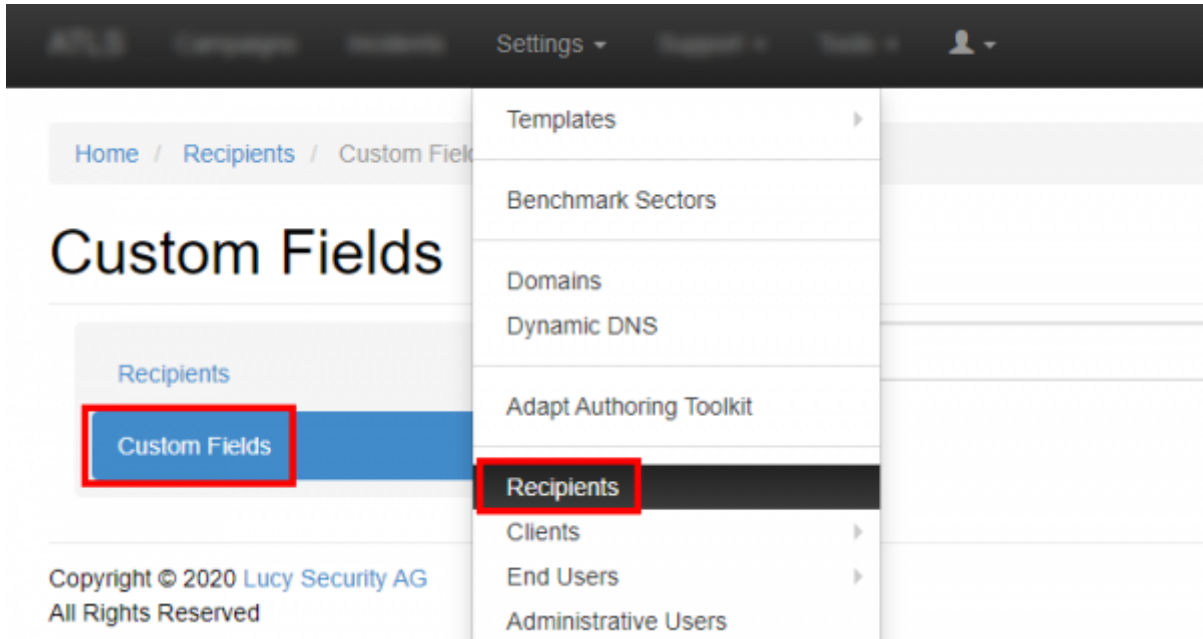 Settings
Templates
Home / Recipients / Custom Fiel
Benchmark Sectors
Custom Fields
Domains
Dynamic DNS
Recipients
Adapt Authoring Toolkit
Custom Fields
Recipients
Clients
End Users
Administrative Users
Copyright © 2020 Lucy Security AG
All Rights Reserved